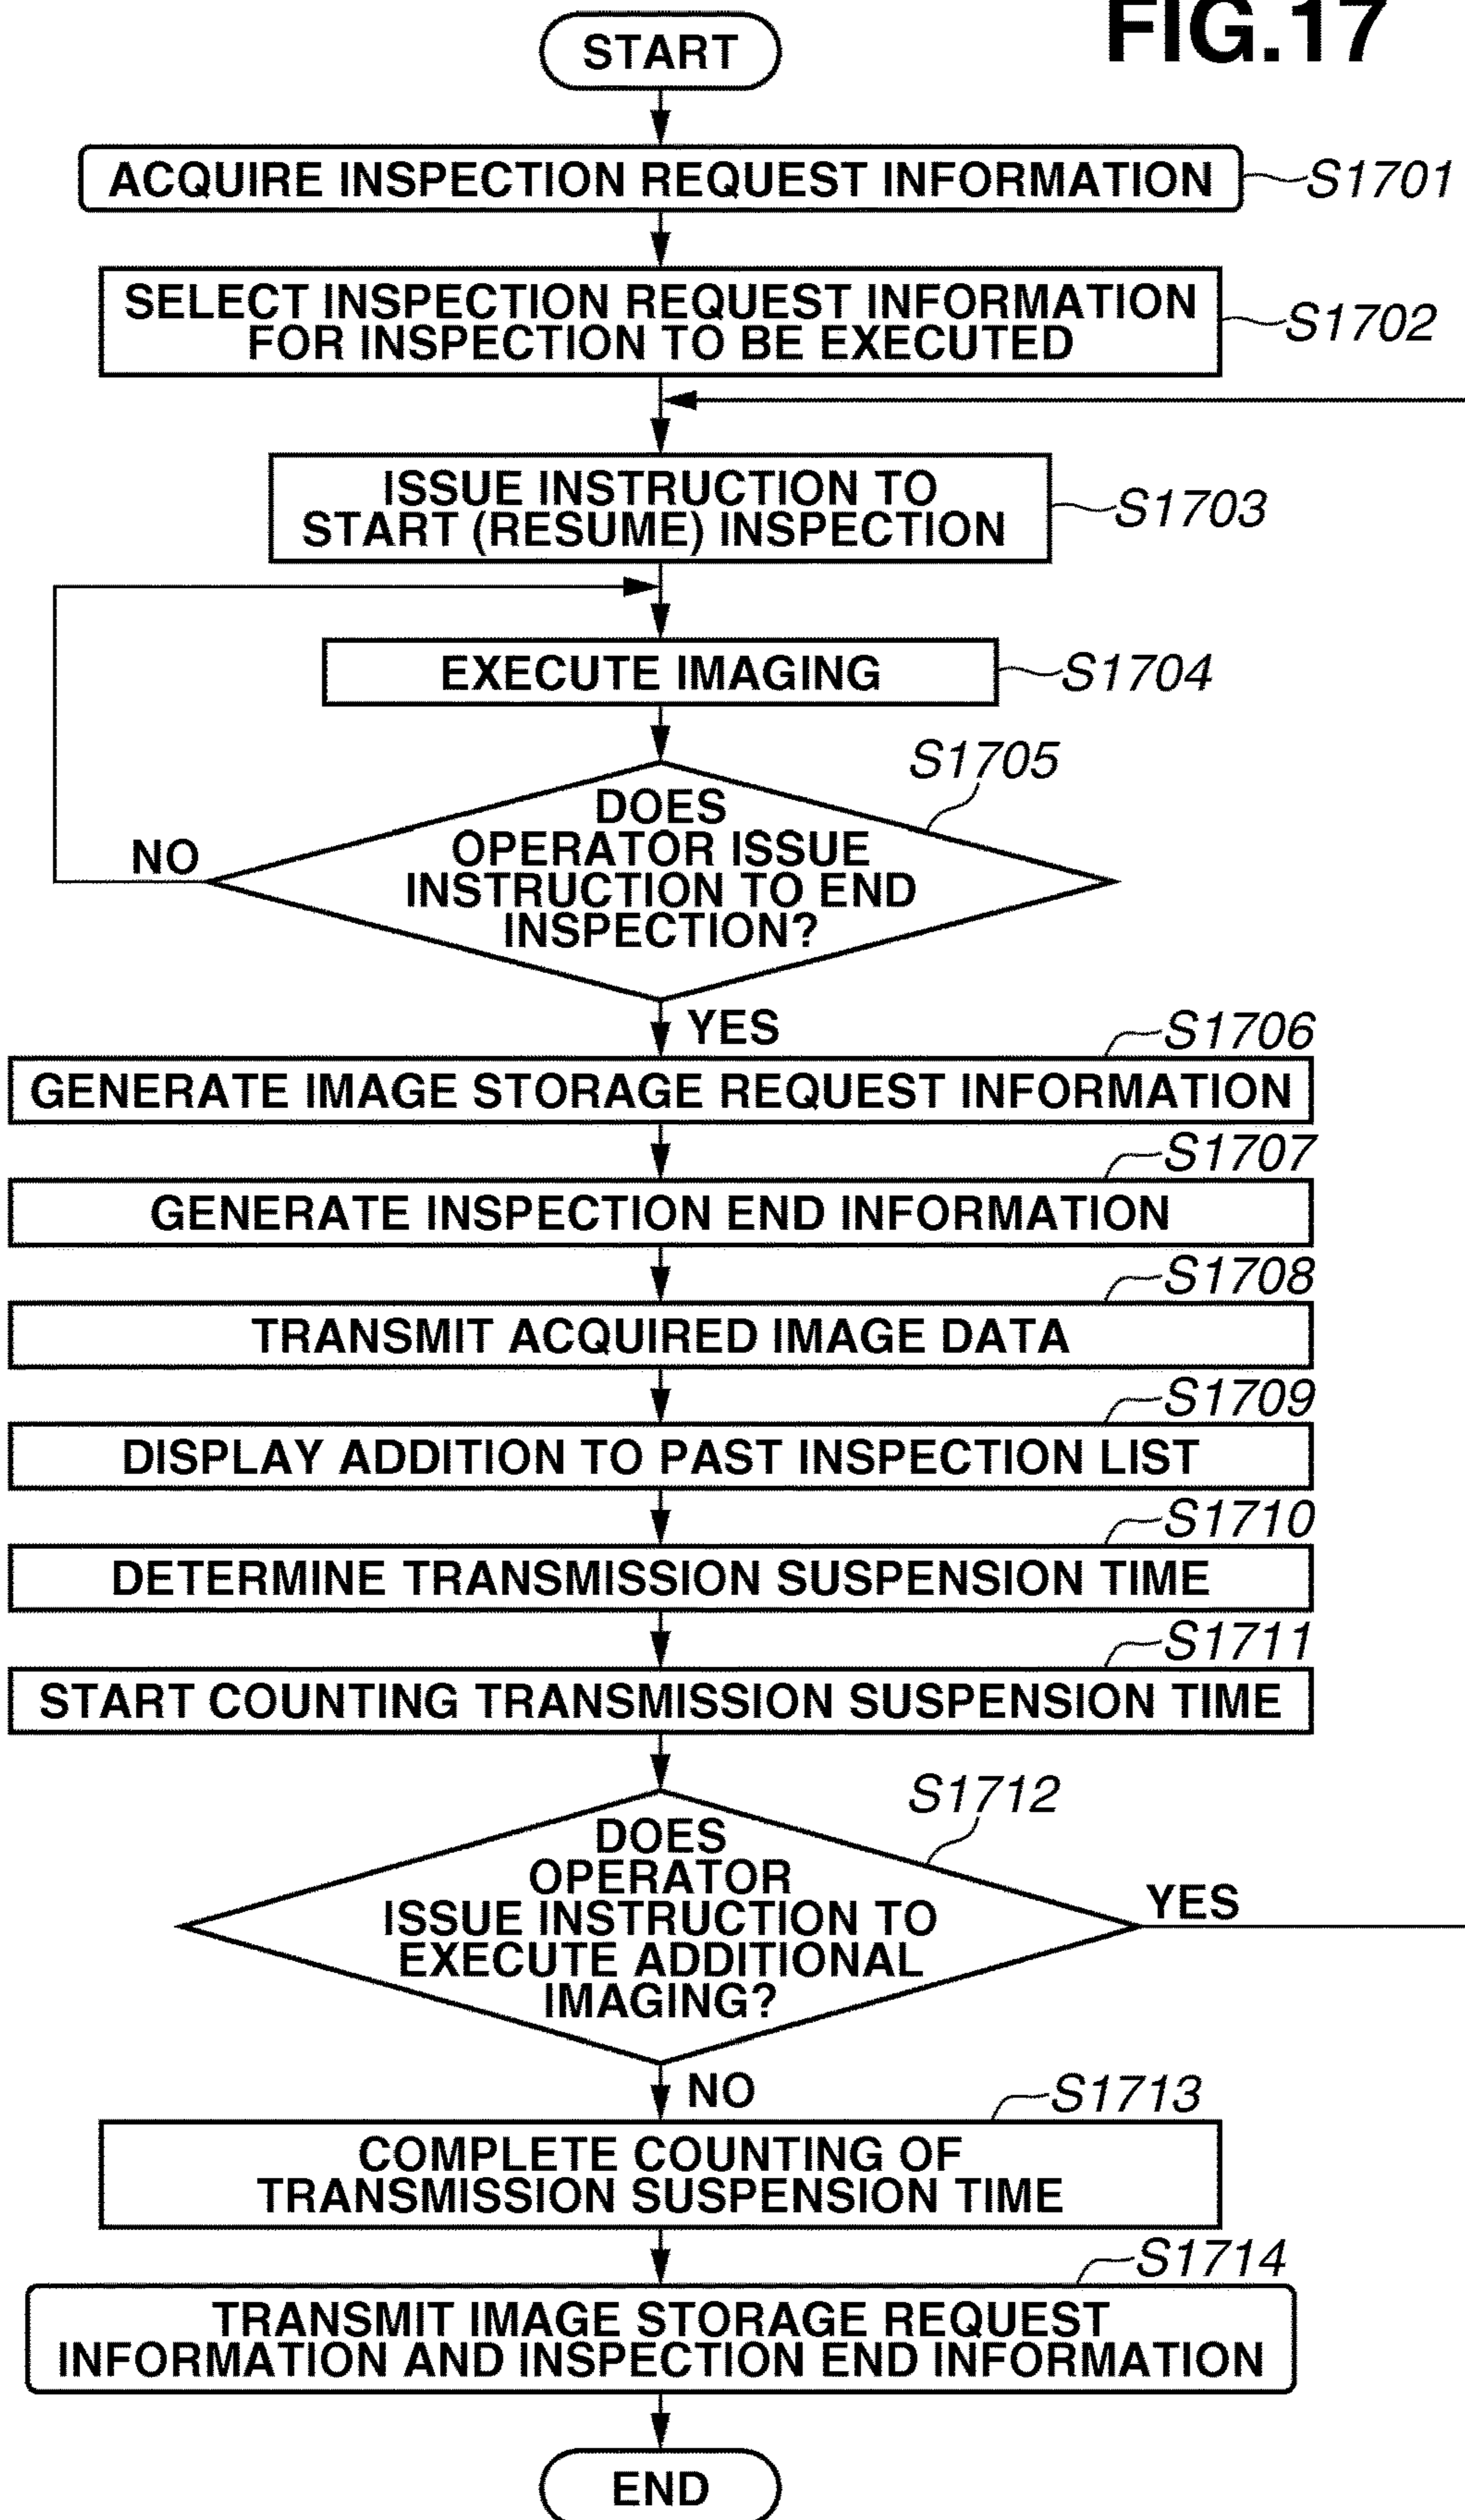 FIG.17
START
ACQUIRE INSPECTION REQUEST INFORMATION
S1701
SELECT INSPECTION REQUEST INFORMATION
FOR INSPECTION TO BE EXECUTED
S1702
ISSUE INSTRUCTION TO
START (RESUME) INSPECTION
S1703
EXECUTE IMAGING
S1704
S1705
DOES
OPERATOR ISSUE
INSTRUCTION TO END
INSPECTION?
NO
YES
S1706
GENERATE IMAGE STORAGE REQUEST INFORMATION
S1707
GENERATE INSPECTION END INFORMATION
S1708
TRANSMIT ACQUIRED IMAGE DATA
S1709
DISPLAY ADDITION TO PAST INSPECTION LIST
S1710
DETERMINE TRANSMISSION SUSPENSION TIME
S1711
START COUNTING TRANSMISSION SUSPENSION TIME
S1712
DOES
OPERATOR
ISSUE INSTRUCTION TO
EXECUTE ADDITIONAL
IMAGING?
YES
NO
S1713
COMPLETE COUNTING OF
TRANSMISSION SUSPENSION TIME
S1714
TRANSMIT IMAGE STORAGE REQUEST
INFORMATION AND INSPECTION END INFORMATION
END